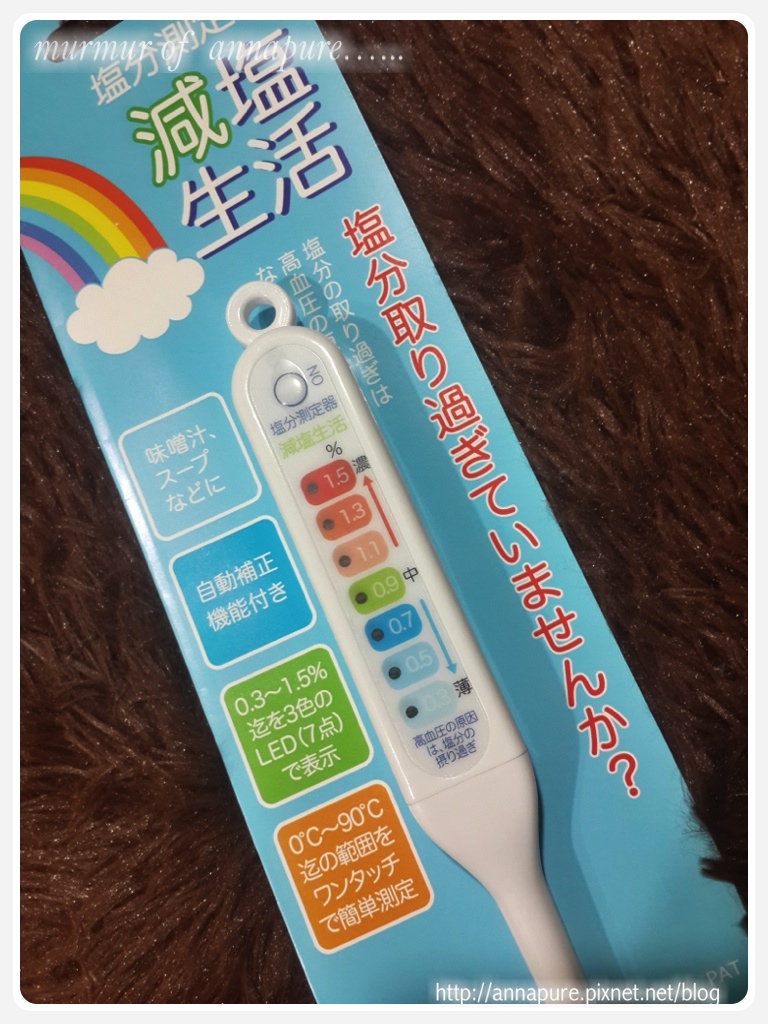 murmur of annapure......
塩分測定
減塩
生活
塩分取り過ぎていませんか?
塩分の取り過ぎは
高血圧の
な
ON
塩分測定器
減塩生活
%
1.5 濃
1.3
1.1
0.9 中
0.7
0.5
0.3 薄
高血圧の原因
は、塩分の
摂り過ぎ
味噌汁、
スープ
などに
自動補正
機能付き
0.3～1.5%
迄を3色の
LED(7点)
で表示
0℃～90℃
迄の範囲を
ワンタッチ
で簡単測定
PAT
http://annapure.pixnet.net/blog